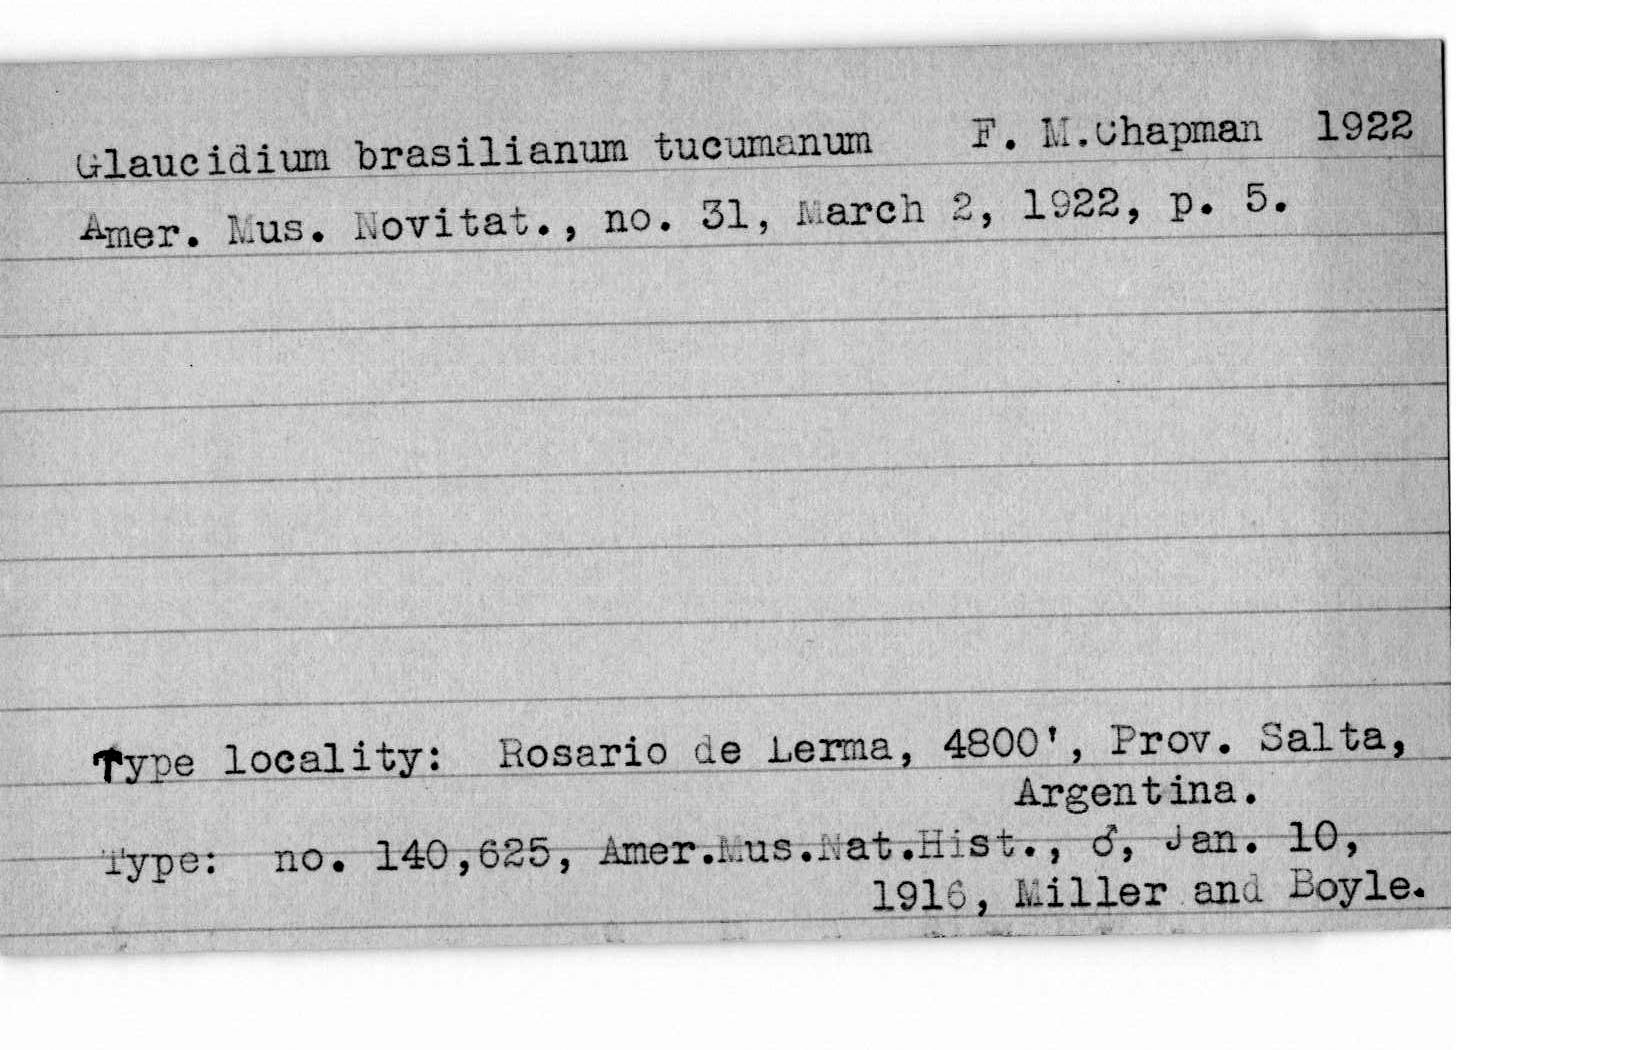 Glaucidium brasilianum tucumanum F. M.Chapman 1922
Amer. Mus. Novitat., no. 31, March 2, 1922, p. 5.
Type locality: Rosario de Lerma, 4800', Prov. Salta,
Argentina.
Type: no. 140,625, Amer.Mus.Nat.Hist., ♂, Jan. 10,
1916, Miller and Boyle.